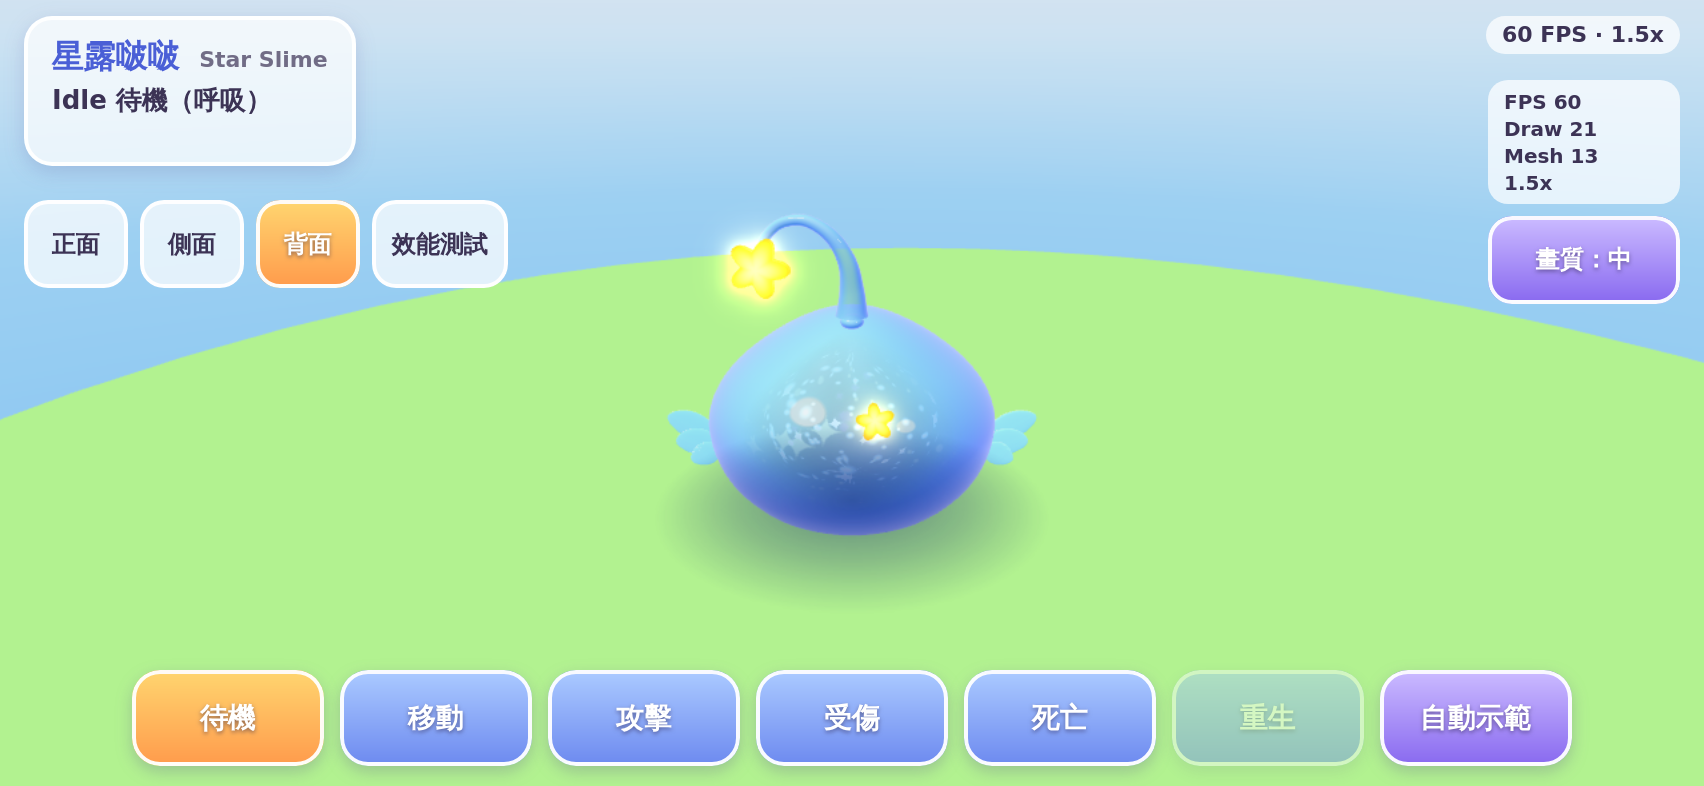 星露啵啵 Star Slime
Idle 待機（呼吸）
60 FPS · 1.5x
FPS 60
Draw 21
Mesh 13
1.5x
正面
側面
背面
效能測試
畫質：中
待機
移動
攻擊
受傷
死亡
重生
自動示範